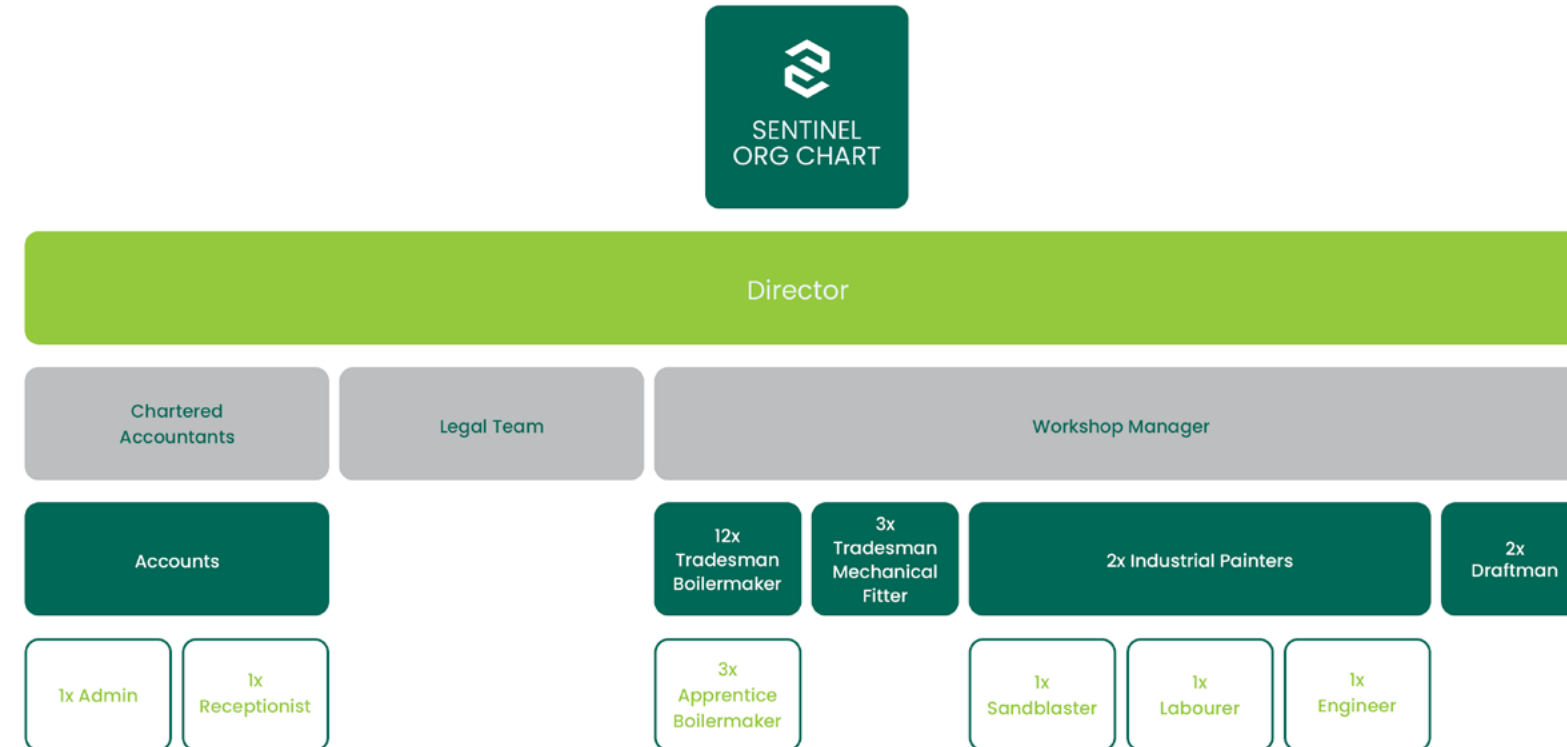 SENTINEL
ORG CHART
Director
Chartered
Accountants
Legal Team
Workshop Manager
Accounts
12x
Tradesman
Boilermaker
3x
Tradesman
Mechanical
Fitter
2x Industrial Painters
2x
Draftman
1x Admin
1x
Receptionist
3x
Apprentice
Boilermaker
1x
Sandblaster
1x
Labourer
1x
Engineer